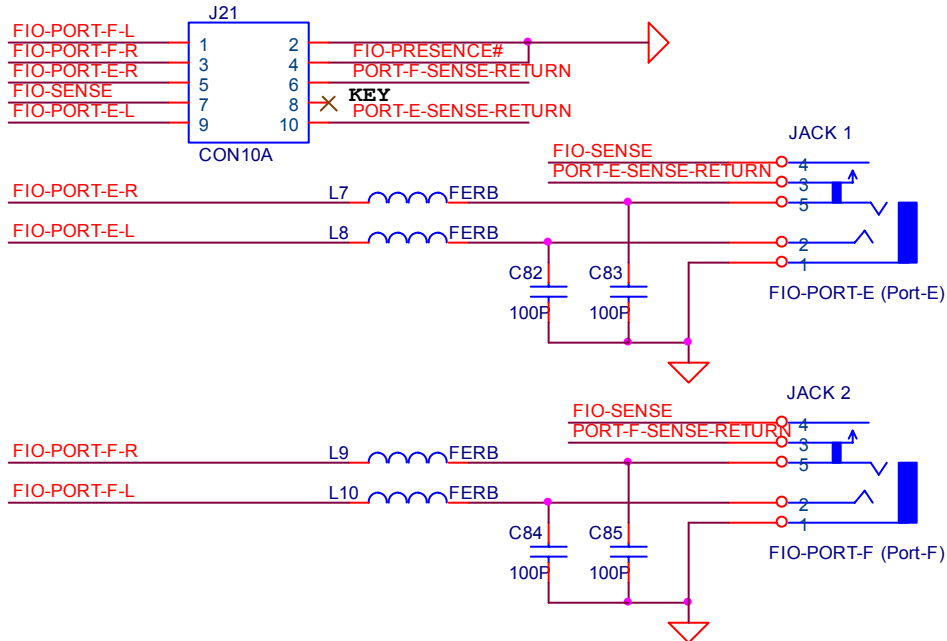 J21
FIO-PORT-F-L
1
2
FIO-PORT-F-R
3
4
FIO-PRESENCE#
FIO-PORT-E-R
5
6
PORT-F-SENSE-RETURN
FIO-SENSE
7
8
KEY
FIO-PORT-E-L
9
10
PORT-E-SENSE-RETURN
CON10A
JACK 1
FIO-SENSE
4
PORT-E-SENSE-RETURN
3
FIO-PORT-E-R
L7
FERB
5
FIO-PORT-E-L
L8
FERB
2
1
C82
C83
100P
100P
FIO-PORT-E (Port-E)
JACK 2
FIO-SENSE
4
PORT-F-SENSE-RETURN
3
FIO-PORT-F-R
L9
FERB
5
FIO-PORT-F-L
L10
FERB
2
1
C84
C85
100P
100P
FIO-PORT-F (Port-F)